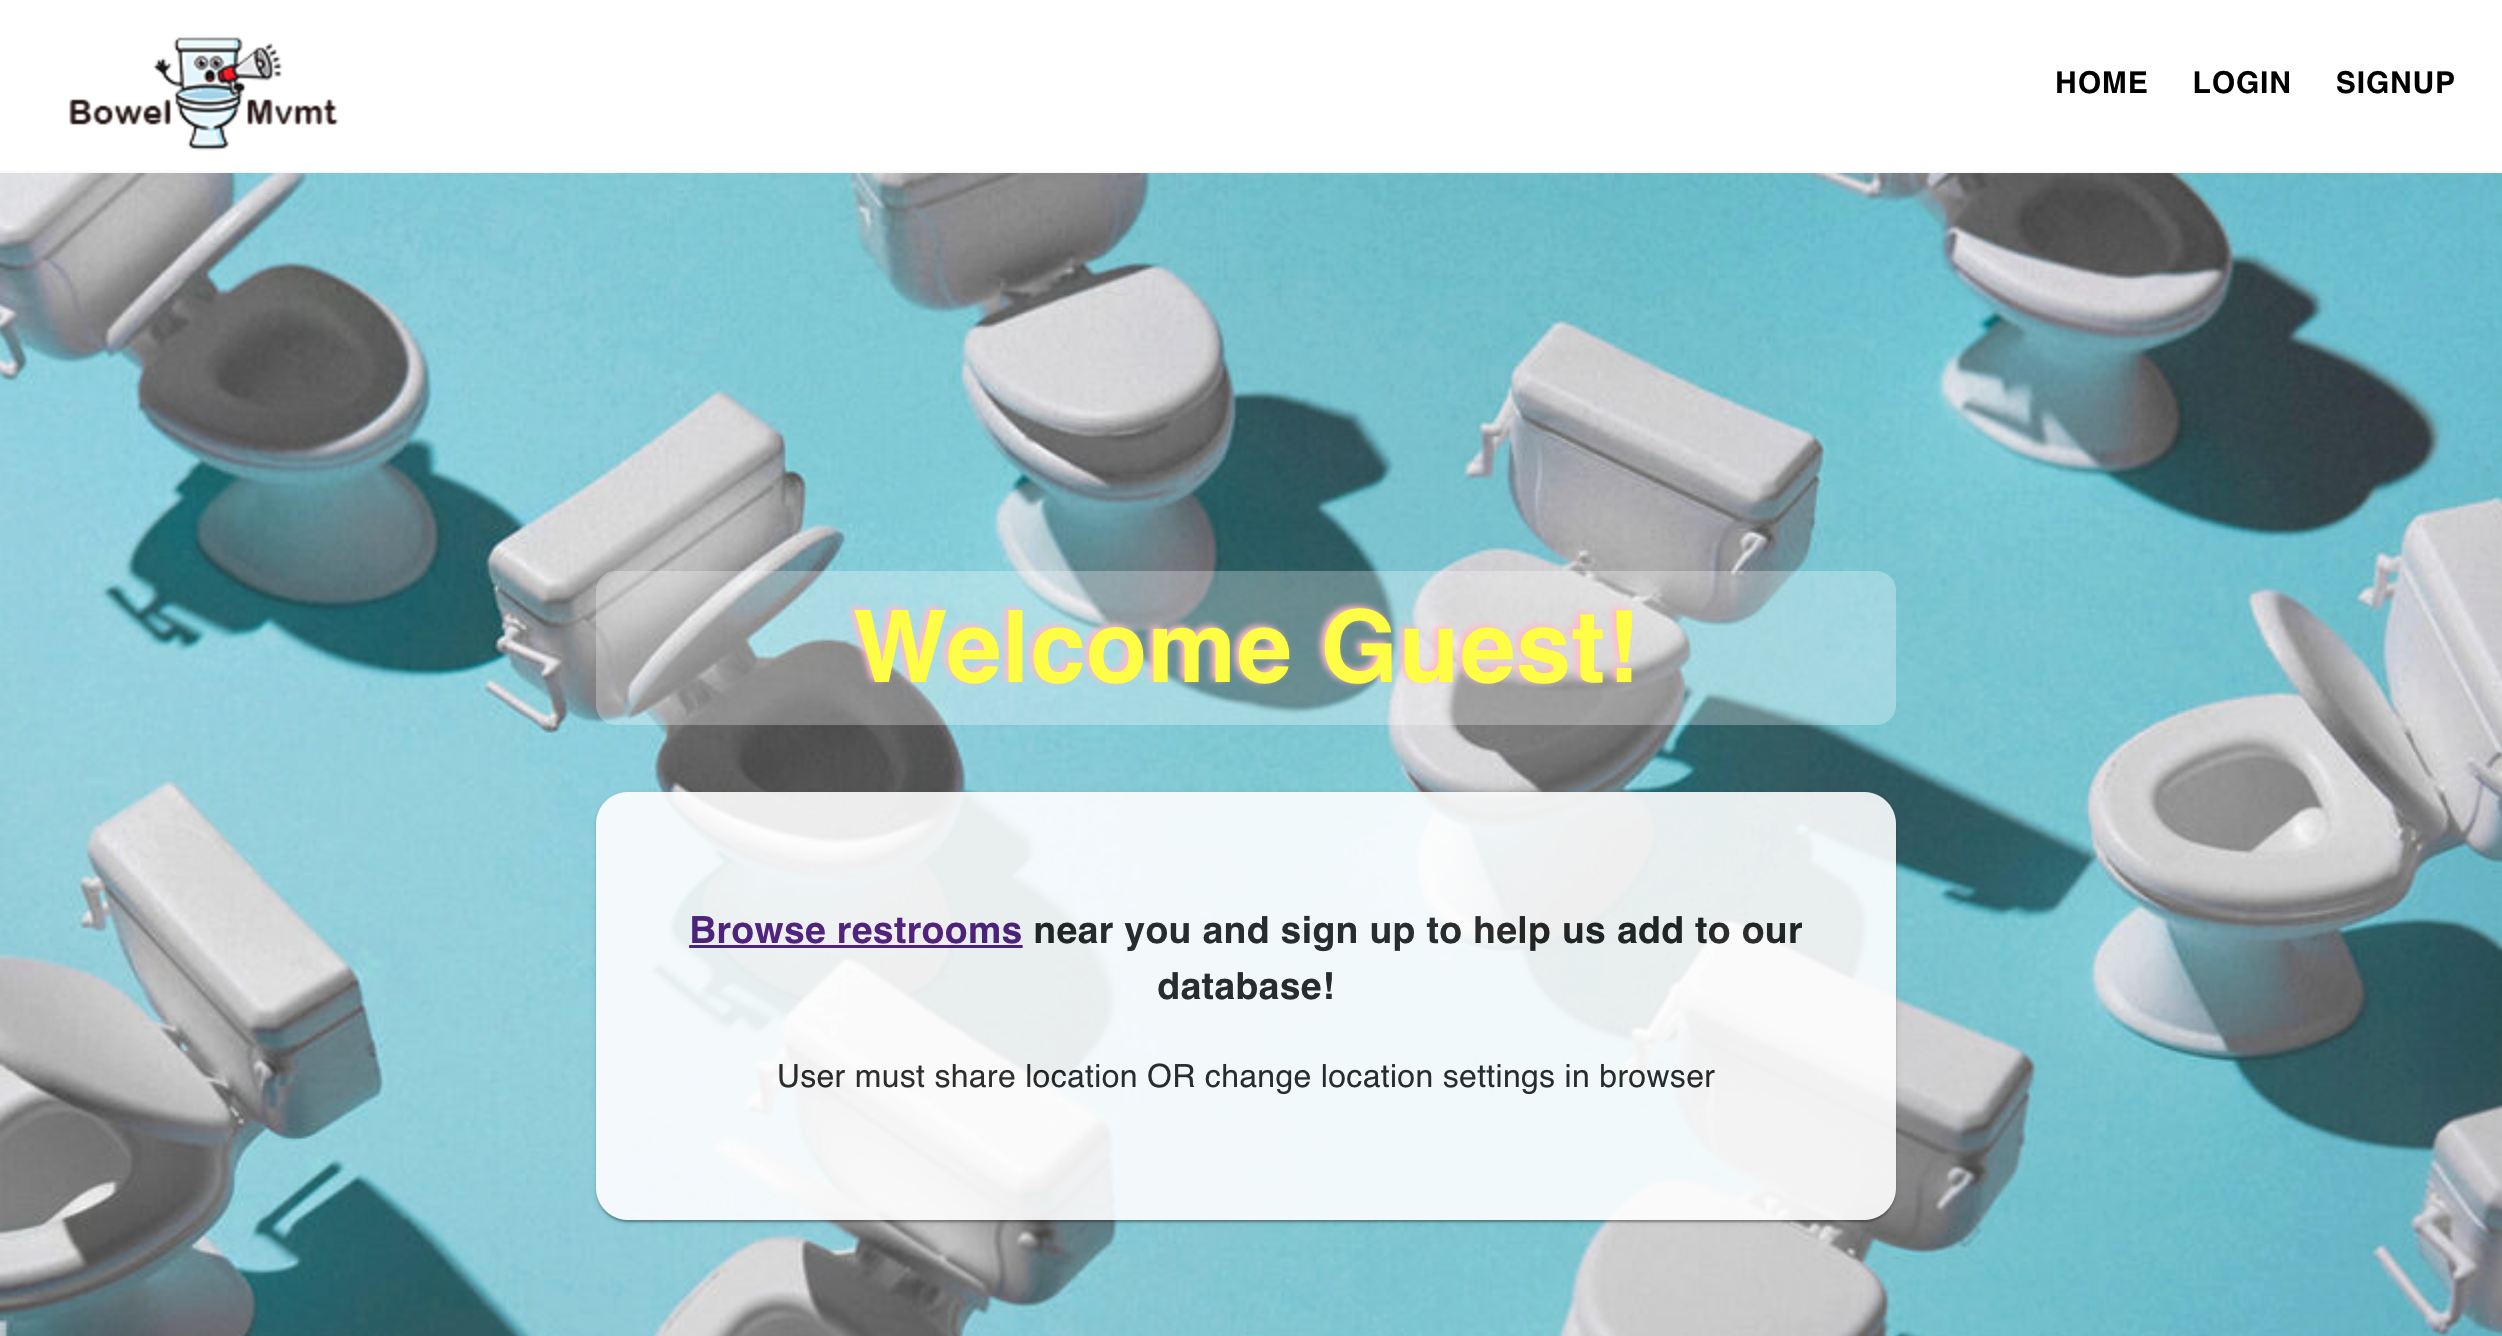 Bowel Mvmt
HOME LOGIN SIGNUP
Welcome Guest!
Browse restrooms near you and sign up to help us add to our
database!
User must share location OR change location settings in browser